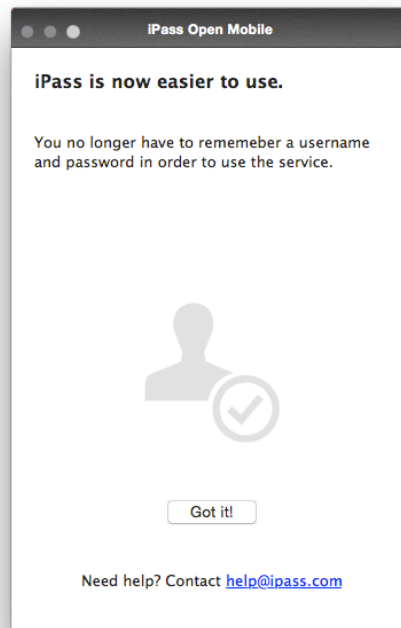 iPass Open Mobile
iPass is now easier to use.
You no longer have to rememeber a username
and password in order to use the service.
Got it!
Need help? Contact help@ipass.com